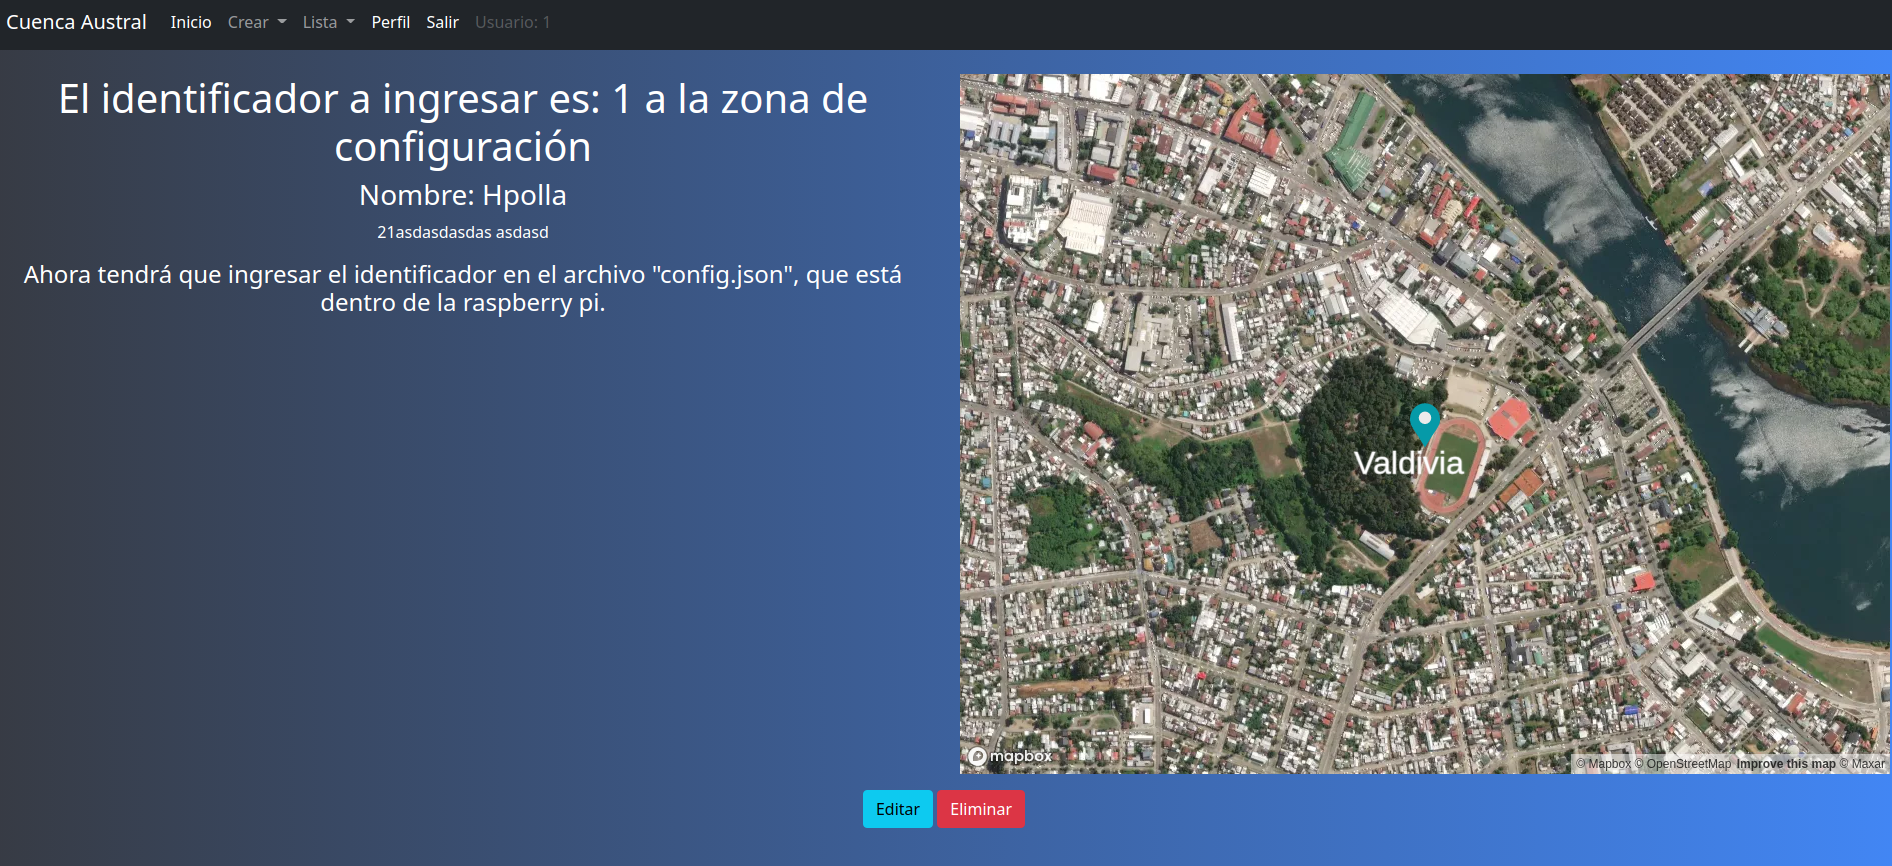 Cuenca Austral Inicio Crear Lista Perfil Salir Usuario: 1
El identificador a ingresar es: 1 a la zona de
configuración
Nombre: Hpolla
21asdasdasdas asdasd
Ahora tendrá que ingresar el identificador en el archivo "config.json", que está
dentro de la raspberry pi.
Valdivia
mapbox
© Mapbox © OpenStreetMap Improve this map © Maxar
Editar Eliminar